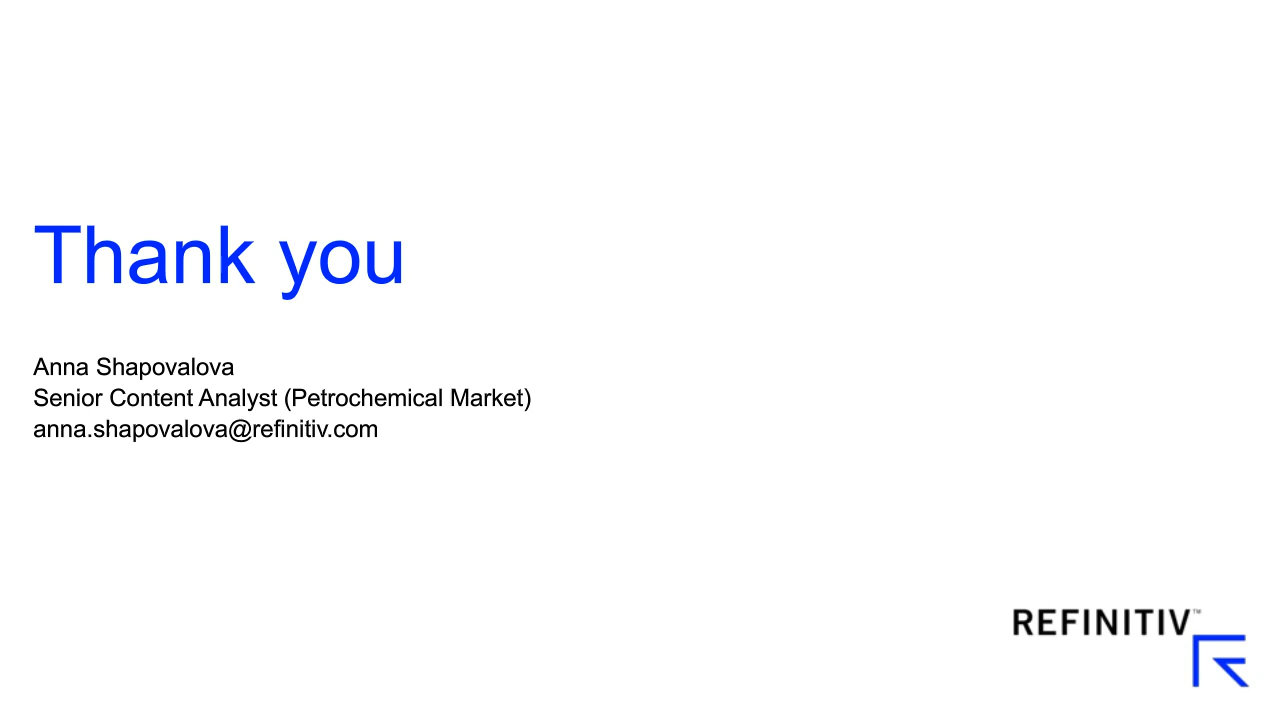 Thank you
Anna Shapovalova
Senior Content Analyst (Petrochemical Market)
anna.shapovalova@refinitiv.com
REFINITIV™